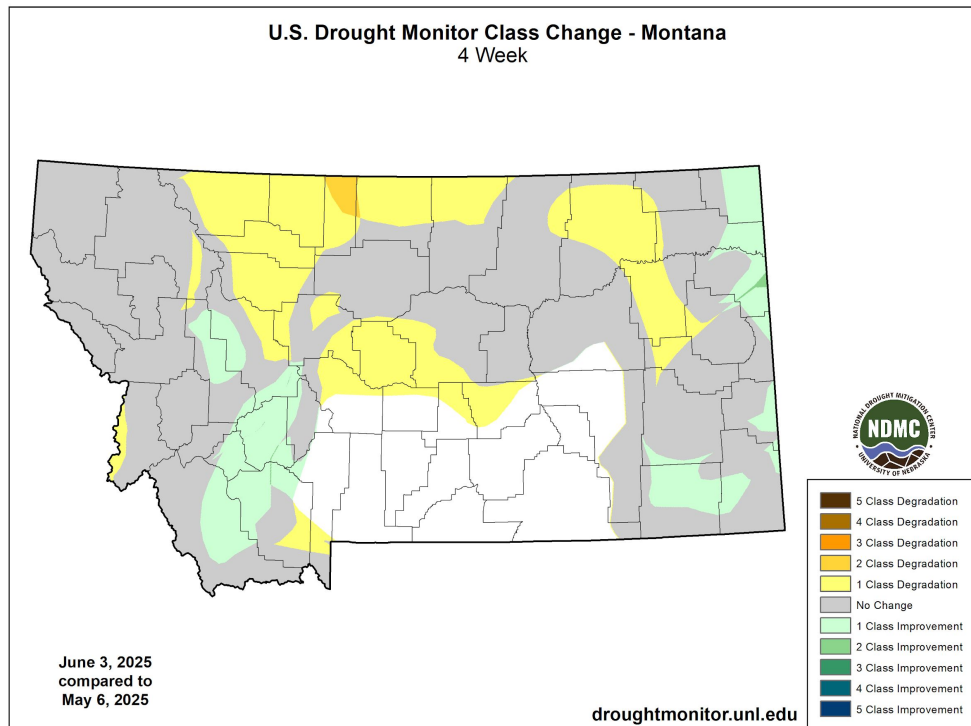 U.S. Drought Monitor Class Change - Montana
4 Week
NATIONAL DROUGHT MITIGATION CENTER
NDMC
UNIVERSITY OF NEBRASKA
5 Class Degradation
4 Class Degradation
3 Class Degradation
2 Class Degradation
1 Class Degradation
No Change
1 Class Improvement
2 Class Improvement
3 Class Improvement
4 Class Improvement
5 Class Improvement
June 3, 2025
compared to
May 6, 2025
droughtmonitor.unl.edu